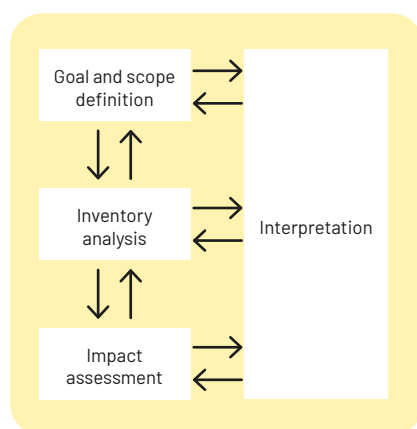 Goal and scope
definition
Inventory
analysis
Interpretation
Impact
assessment